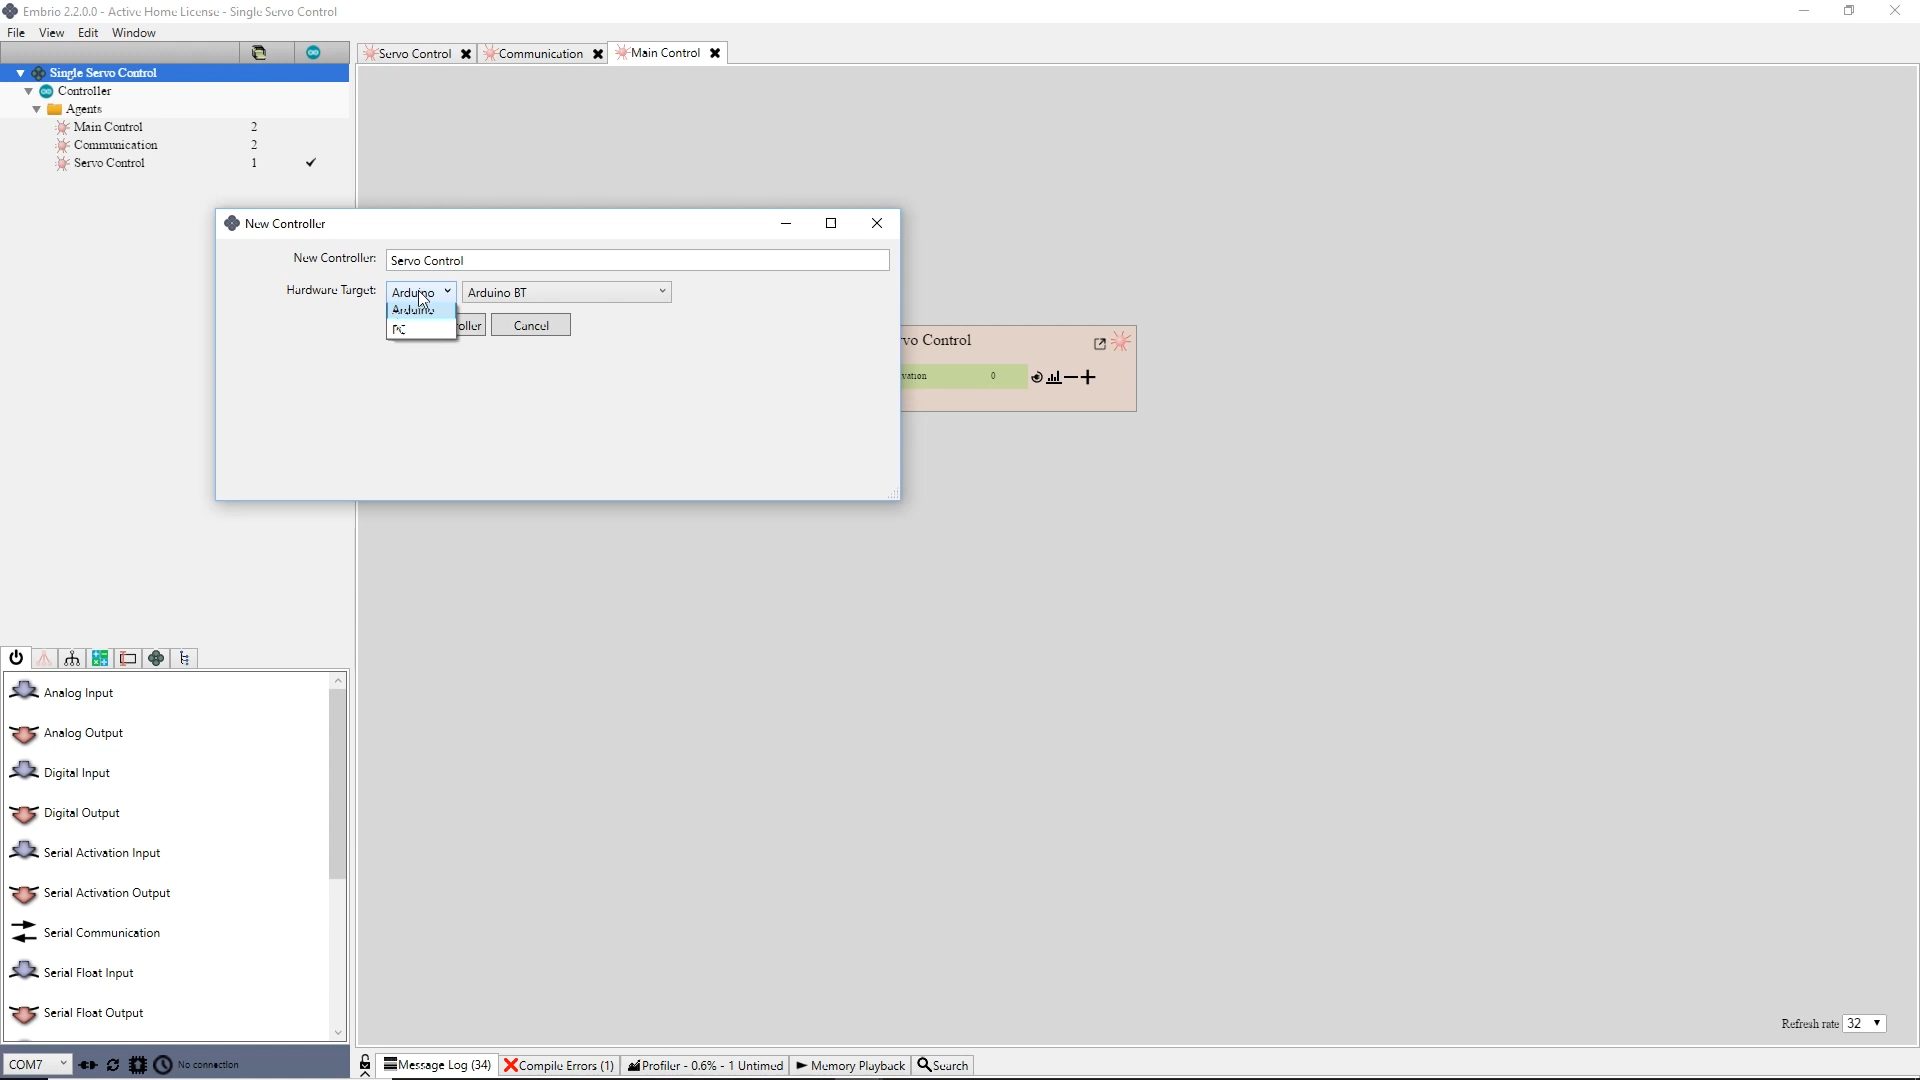 Embrio 2.2.0.0 - Active Home License - Single Servo Control
File View Edit Window
Servo Control Communication Main Control
Single Servo Control
Controller
Agents
Main Control 2
Communication 2
Servo Control 1
New Controller
New Controller: Servo Control
Hardware Target: Arduino Arduino BT
Arduino
PC
oller Cancel
vo Control
vation 0
Analog Input
Analog Output
Digital Input
Digital Output
Serial Activation Input
Serial Activation Output
Serial Communication
Serial Float Input
Serial Float Output
Refresh rate 32
COM7 No connection
Message Log (34) Compile Errors (1) Profiler - 0.6% - 1 Untimed Memory Playback Search